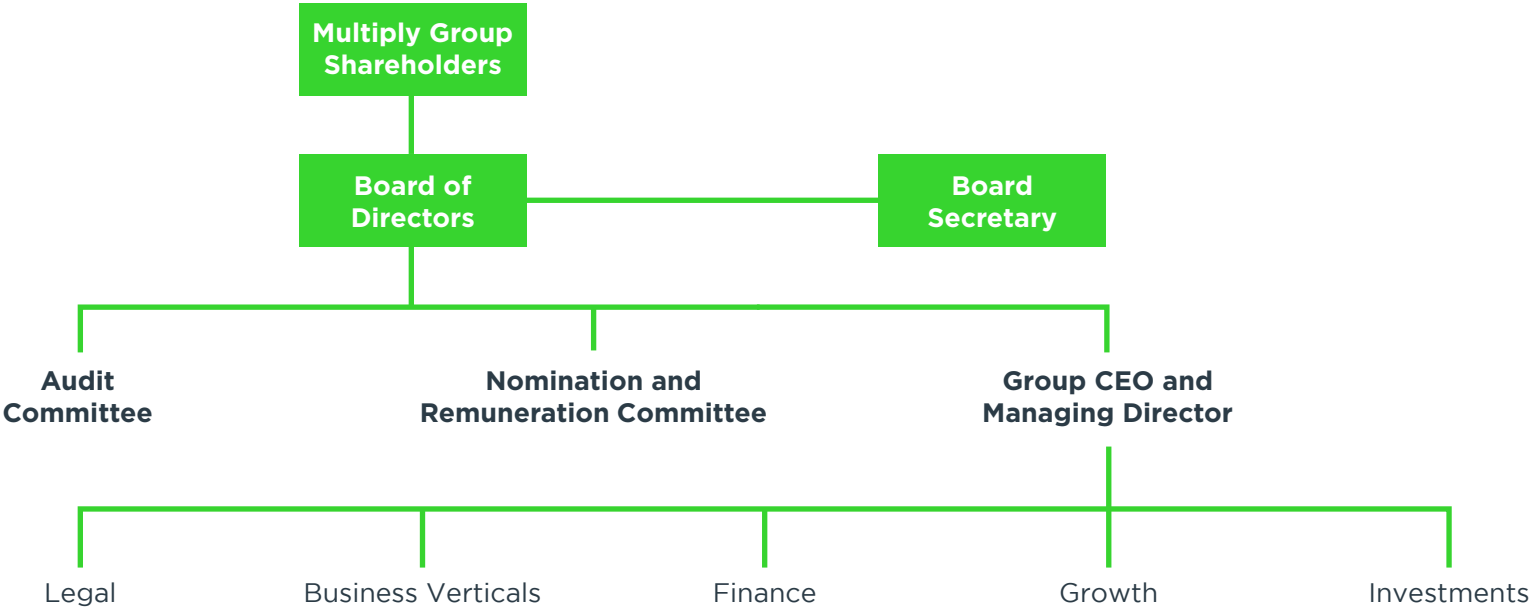 Multiply Group
Shareholders
Board of
Directors
Board
Secretary
Audit
Committee
Nomination and
Remuneration Committee
Group CEO and
Managing Director
Legal
Business Verticals
Finance
Growth
Investments